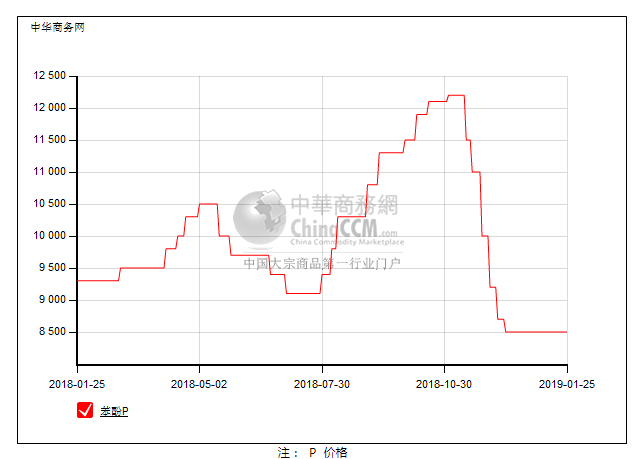 中华商务网
12 500
12 000
11 500
11 000
10 500
10 000
9 500
9 000
8 500
中華商務網
ChinaCCM.com
China Commodity Marketplace
中国大宗商品第一行业门户
2018-01-25 2018-05-02 2018-07-30 2018-10-30 2019-01-25
苯酚P
注： P 价格